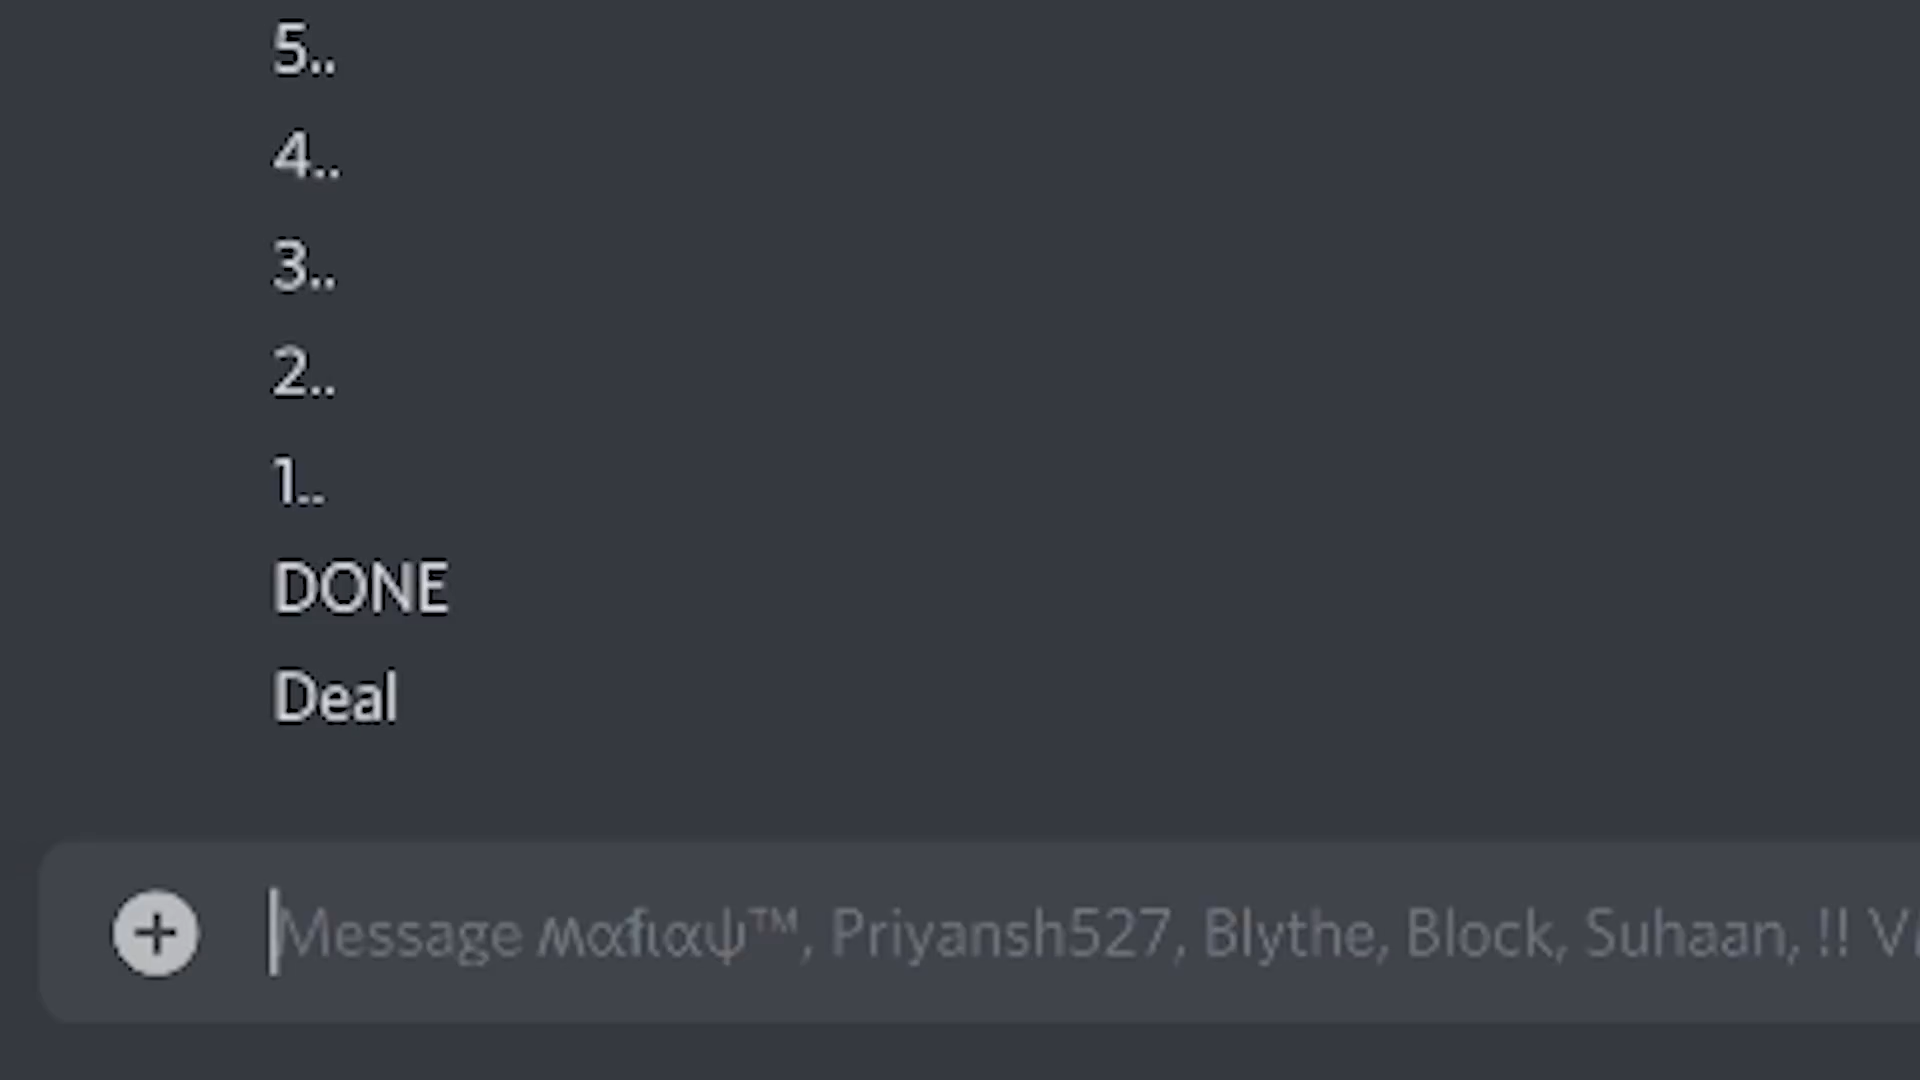 5..
4..
3..
2..
1..
DONE
Deal
Message ʍαfιαψ™, Priyansh527, Blythe, Block, Suhaan, !!